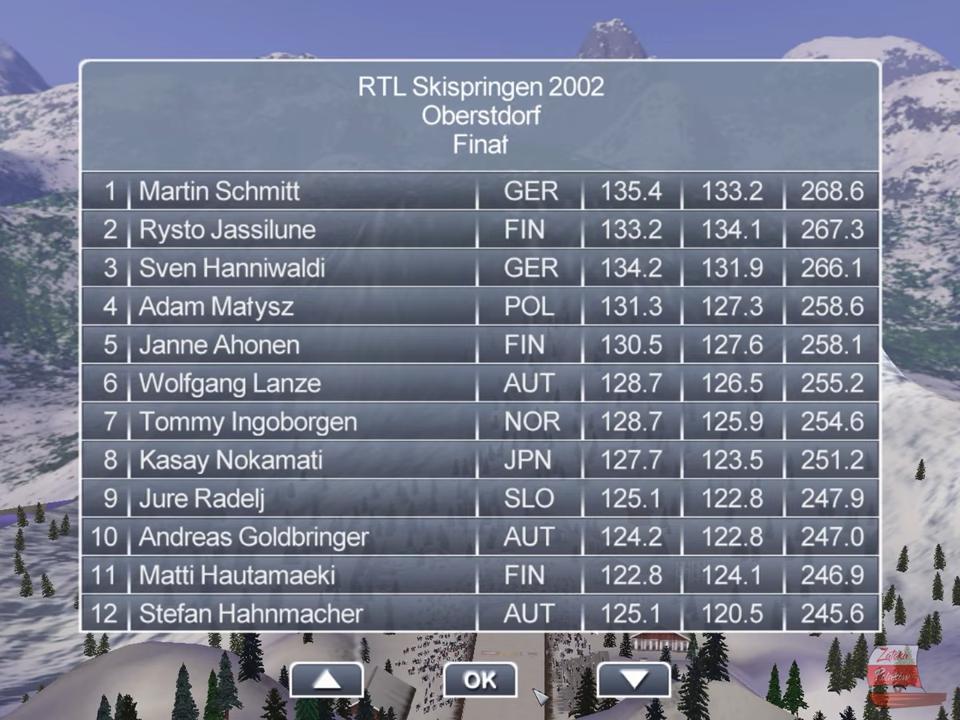 RTL Skispringen 2002
Oberstdorf
Finał
1 Martin Schmitt GER 135.4 133.2 268.6
2 Rysto Jassilune FIN 133.2 134.1 267.3
3 Sven Hanniwaldi GER 134.2 131.9 266.1
4 Adam Małysz POL 131.3 127.3 258.6
5 Janne Ahonen FIN 130.5 127.6 258.1
6 Wolfgang Lanze AUT 128.7 126.5 255.2
7 Tommy Ingoborgen NOR 128.7 125.9 254.6
8 Kasay Nokamati JPN 127.7 123.5 251.2
9 Jure Radelj SLO 125.1 122.8 247.9
10 Andreas Goldbringer AUT 124.2 122.8 247.0
11 Matti Hautamaeki FIN 122.8 124.1 246.9
12 Stefan Hahnmacher AUT 125.1 120.5 245.6
OK